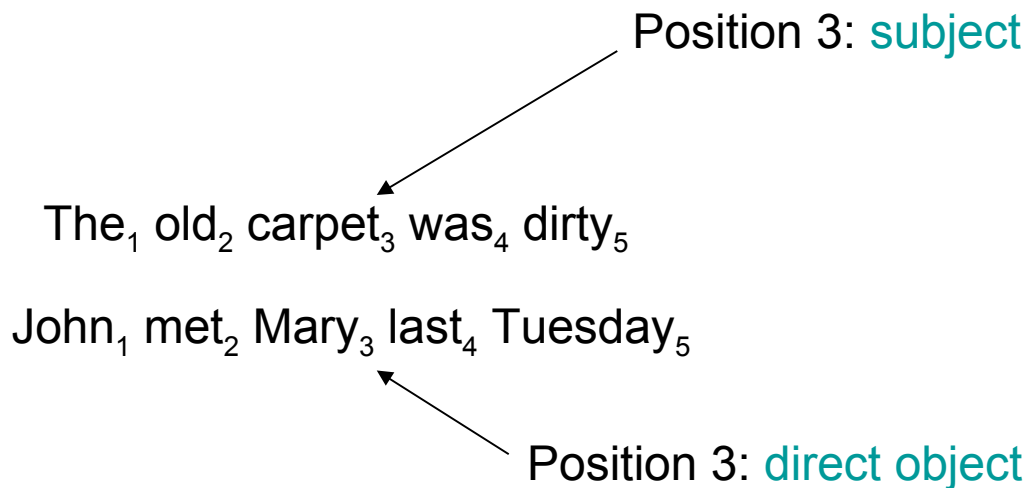 Position 3: subject
The₁ old₂ carpet₃ was₄ dirty₅
John₁ met₂ Mary₃ last₄ Tuesday₅
Position 3: direct object